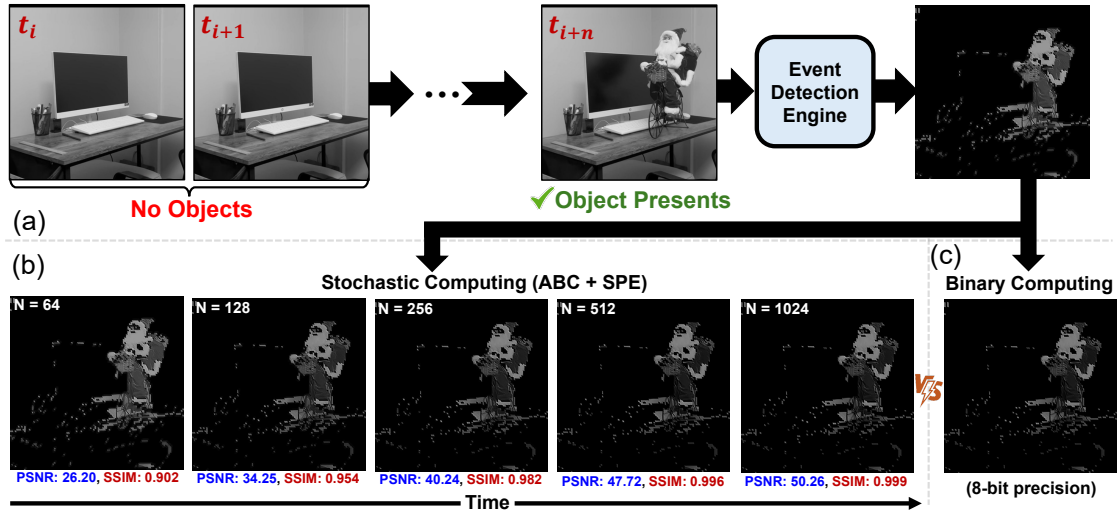 t_i
t_{i+1}
t_{i+n}
Event
Detection
Engine
No Objects
✓Object Presents
(a)
(b)
Stochastic Computing (ABC + SPE)
(c)
Binary Computing
N = 64
N = 128
N = 256
N = 512
N = 1024
VS
PSNR: 26.20, SSIM: 0.902
PSNR: 34.25, SSIM: 0.954
PSNR: 40.24, SSIM: 0.982
PSNR: 47.72, SSIM: 0.996
PSNR: 50.26, SSIM: 0.999
(8-bit precision)
Time